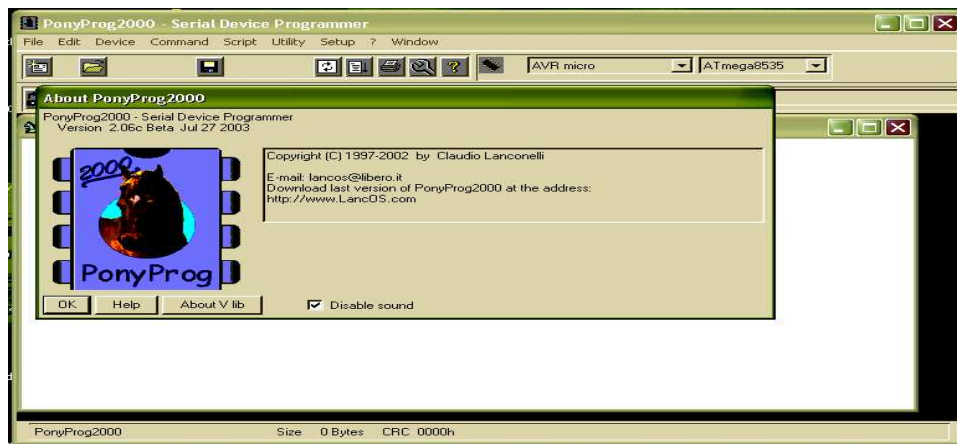 PonyProg2000 - Serial Device Programmer
File Edit Device Command Script Utility Setup ? Window
AVR micro ATmega8535
About PonyProg2000
PonyProg2000 - Serial Device Programmer
Version 2.06c Beta Jul 27 2003
Copyright (C) 1997-2002 by Claudio Lanconelli
E-mail: lancos@libero.it
Download last version of PonyProg2000 at the address:
http://www.LancOS.com
2000
PonyProg
OK Help About V lib Disable sound
PonyProg2000 Size 0 Bytes CRC 0000h